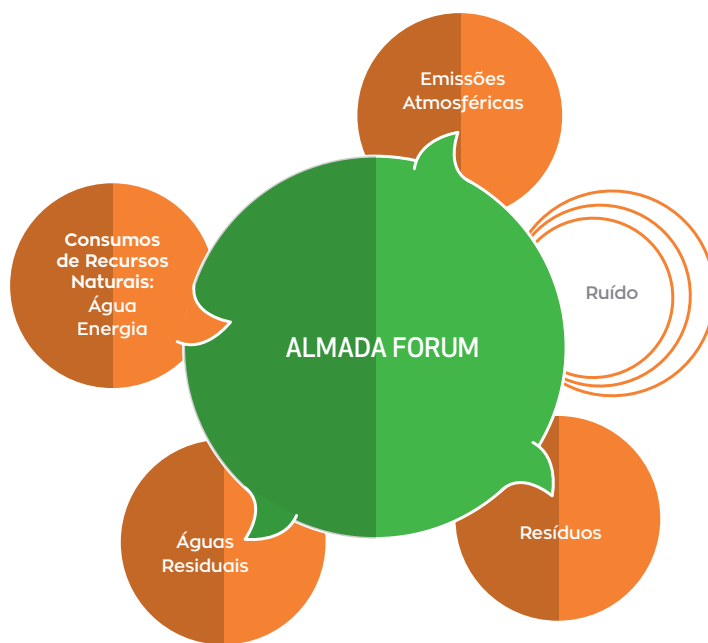 Emissões
Atmosféricas
Consumos
de Recursos
Naturais:
Água
Energia
Ruído
ALMADA FORUM
Resíduos
Águas
Residuais